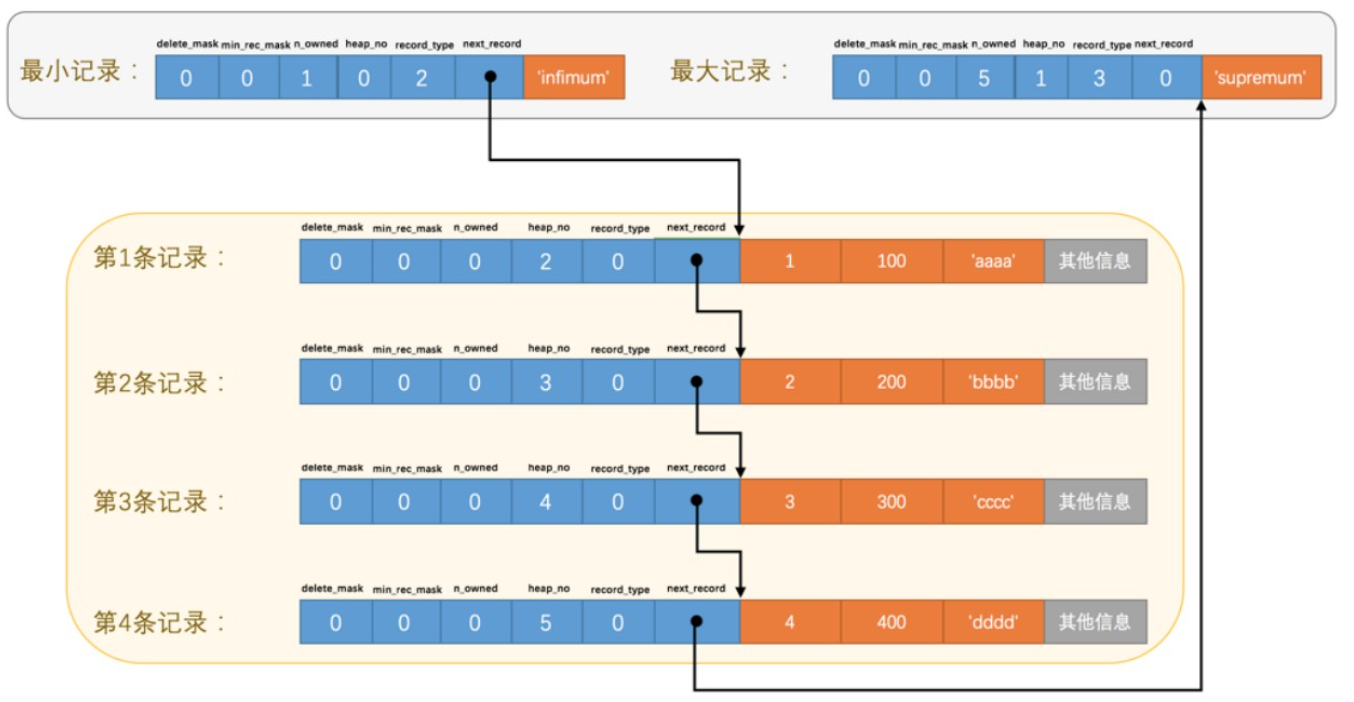 delete_mask min_rec_mask n_owned heap_no record_type next_record
最小记录： 0 0 1 0 2 'infimum'
delete_mask min_rec_mask n_owned heap_no record_type next_record
最大记录： 0 0 5 1 3 0 'supremum'
delete_mask min_rec_mask n_owned heap_no record_type next_record
第1条记录： 0 0 0 2 0 1 100 'aaaa' 其他信息
delete_mask min_rec_mask n_owned heap_no record_type next_record
第2条记录： 0 0 0 3 0 2 200 'bbbb' 其他信息
delete_mask min_rec_mask n_owned heap_no record_type next_record
第3条记录： 0 0 0 4 0 3 300 'cccc' 其他信息
delete_mask min_rec_mask n_owned heap_no record_type next_record
第4条记录： 0 0 0 5 0 4 400 'dddd' 其他信息